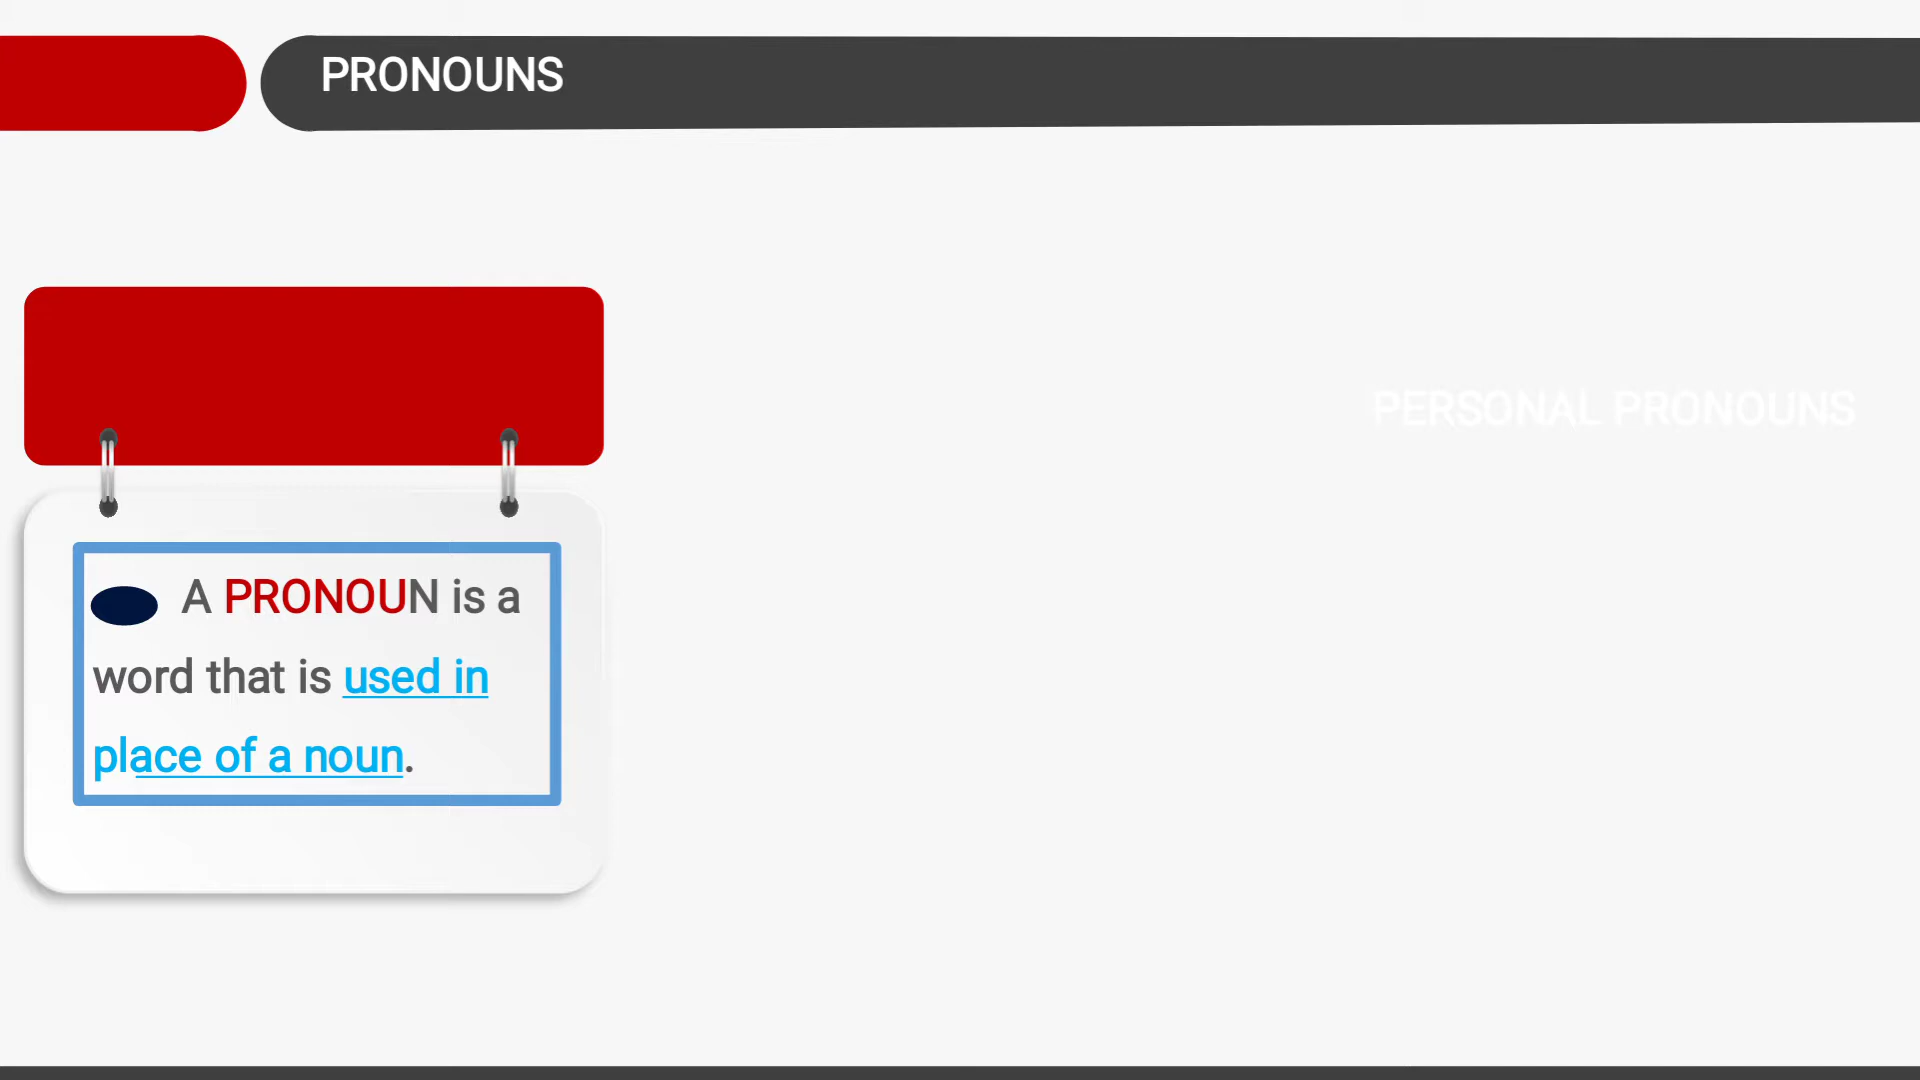 PRONOUNS
PERSONAL PRONOUNS
A PRONOUN is a
word that is used in
place of a noun.